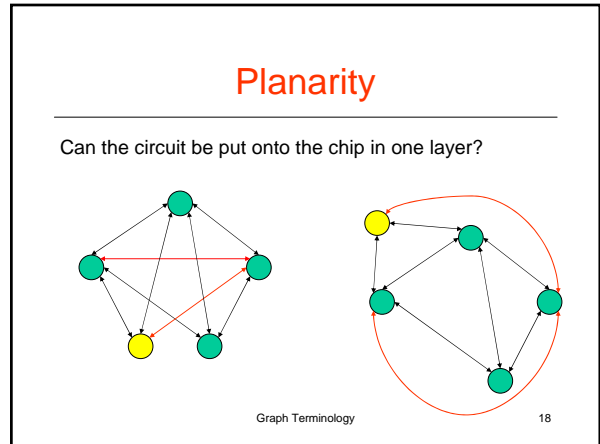 Planarity
Can the circuit be put onto the chip in one layer?
Graph Terminology
18